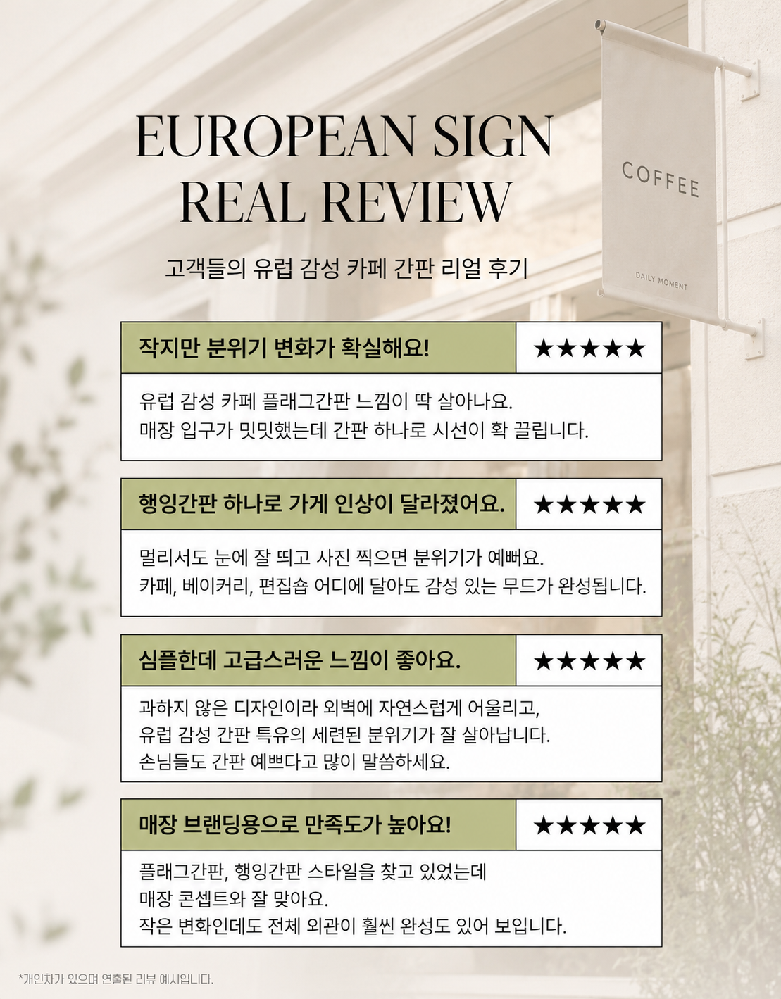 EUROPEAN SIGN
REAL REVIEW
고객들의 유럽 감성 카페 간판 리얼 후기
COFFEE
DAILY MOMENT
작지만 분위기 변화가 확실해요!
★★★★★
유럽 감성 카페 플래그간판 느낌이 딱 살아나요.
매장 입구가 밋밋했는데 간판 하나로 시선이 확 끌립니다.
행잉간판 하나로 가게 인상이 달라졌어요.
★★★★★
멀리서도 눈에 잘 띄고 사진 찍으면 분위기가 예뻐요.
카페, 베이커리, 편집숍 어디에 달아도 감성 있는 무드가 완성됩니다.
심플한데 고급스러운 느낌이 좋아요.
★★★★★
과하지 않은 디자인이라 외벽에 자연스럽게 어울리고,
유럽 감성 간판 특유의 세련된 분위기가 잘 살아납니다.
손님들도 간판 예쁘다고 많이 말씀하세요.
매장 브랜딩용으로 만족도가 높아요!
★★★★★
플래그간판, 행잉간판 스타일을 찾고 있었는데
매장 콘셉트와 잘 맞아요.
작은 변화인데도 전체 외관이 훨씬 완성도 있어 보입니다.
*개인차가 있으며 연출된 리뷰 예시입니다.